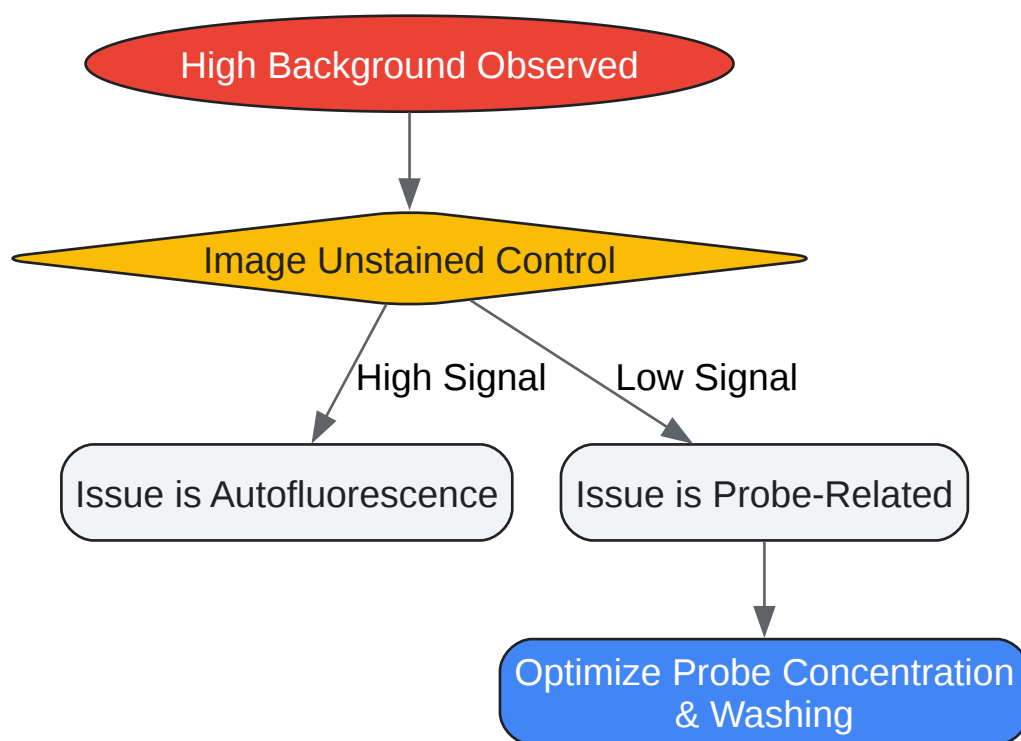 High Background Observed
Image Unstained Control
High Signal
Low Signal
Issue is Autofluorescence
Issue is Probe-Related
Optimize Probe Concentration
& Washing